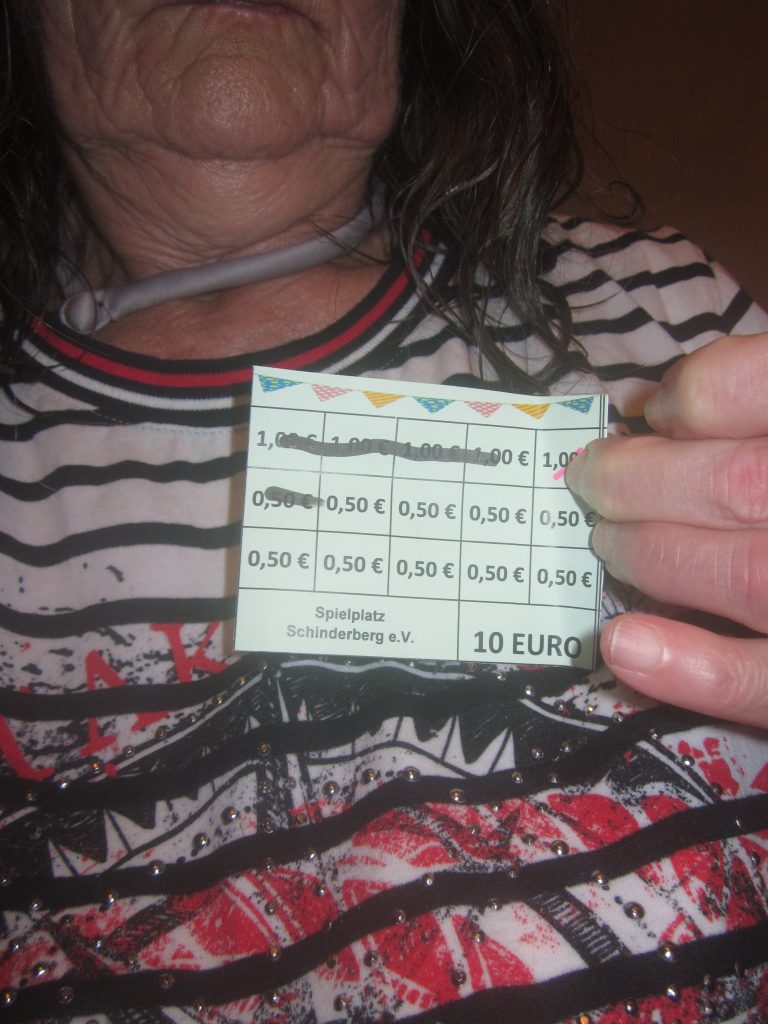 1,00 € 1,00 € 1,00 € 1,00 € 1,00
0,50 € 0,50 € 0,50 € 0,50 € 0,50 €
0,50 € 0,50 € 0,50 € 0,50 € 0,50 €
Spielplatz
Schinderberg e.V.
10 EURO